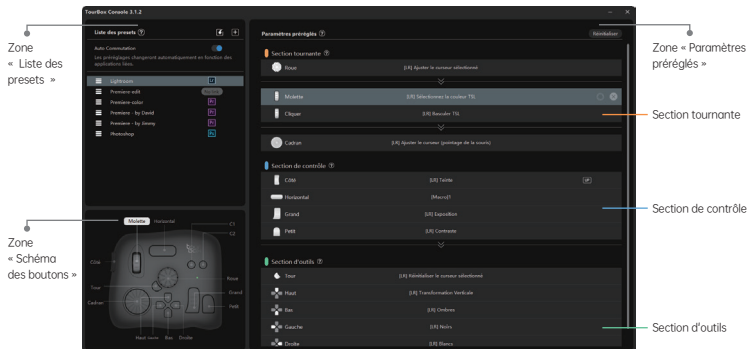 TourBox Console 3.1.2
Zone
« Liste des
presets »
Liste des presets
Auto Commutation
Les préréglages changeront automatiquement en fonction des
applications liées.
Lightroom
Premiere-edit
Premiere-color
Pr
Premiere - by David
Pr
Premiere - by Jimmy
Pr
Photoshop
Zone
« Schéma
des boutons »
Molette
Horizontal
C1
C2
Côté
Roue
Tour
Grand
Cadran
Petit
Haut
Gauche
Bas
Droite
Paramètres préréglés
Réinitialiser
Section tournante
Roue
[LR] Ajuster le curseur sélectionné
Molette
[LR] Sélectionnez la couleur TSL
Cliquer
[LR] Basculer TSL
Cadran
[LR] Ajuster le curseur (pointage de la souris)
Section de contrôle
Côté
[LR] Teinte
Horizontal
[Macro]1
Grand
[LR] Exposition
Petit
[LR] Contraste
Section d'outils
Tour
[LR] Réinitialiser le curseur sélectionné
Haut
[LR] Transformation Verticale
Bas
[LR] Ombres
Gauche
[LR] Noirs
Droite
[LR] Blancs
Zone « Paramètres
préréglés »
Section tournante
Section de contrôle
Section d'outils